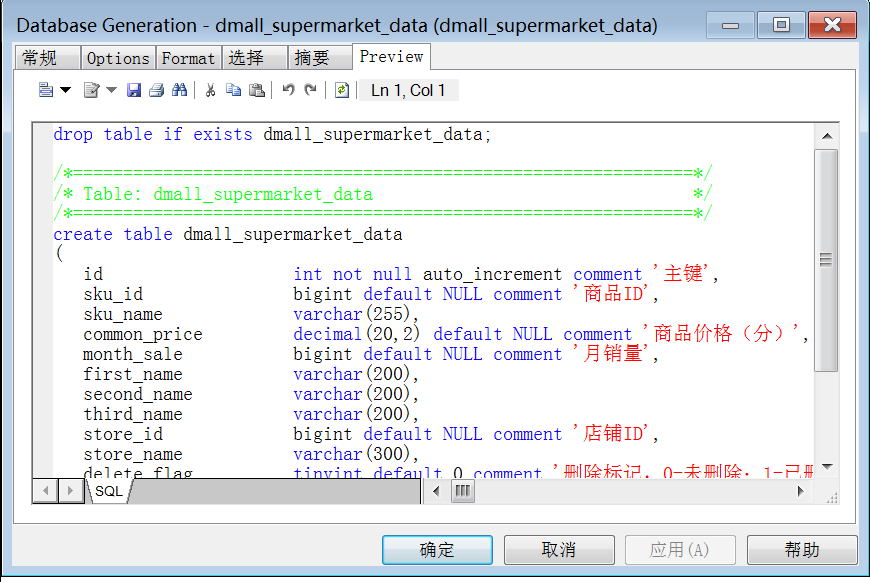 Database Generation - dmall_supermarket_data (dmall_supermarket_data)
常规 Options Format 选择 摘要 Preview
Ln 1, Col 1
drop table if exists dmall_supermarket_data;
/*==============================================================*/
/* Table: dmall_supermarket_data                                */
/*==============================================================*/
create table dmall_supermarket_data
(
id int not null auto_increment comment '主键',
sku_id bigint default NULL comment '商品ID',
sku_name varchar(255),
common_price decimal(20,2) default NULL comment '商品价格（分）',
month_sale bigint default NULL comment '月销量',
first_name varchar(200),
second_name varchar(200),
third_name varchar(200),
store_id bigint default NULL comment '店铺ID',
store_name varchar(300),
delete_flag tinyint default 0 comment '删除标记，0-未删除；1-已删
SQL
确定 取消 应用(A) 帮助